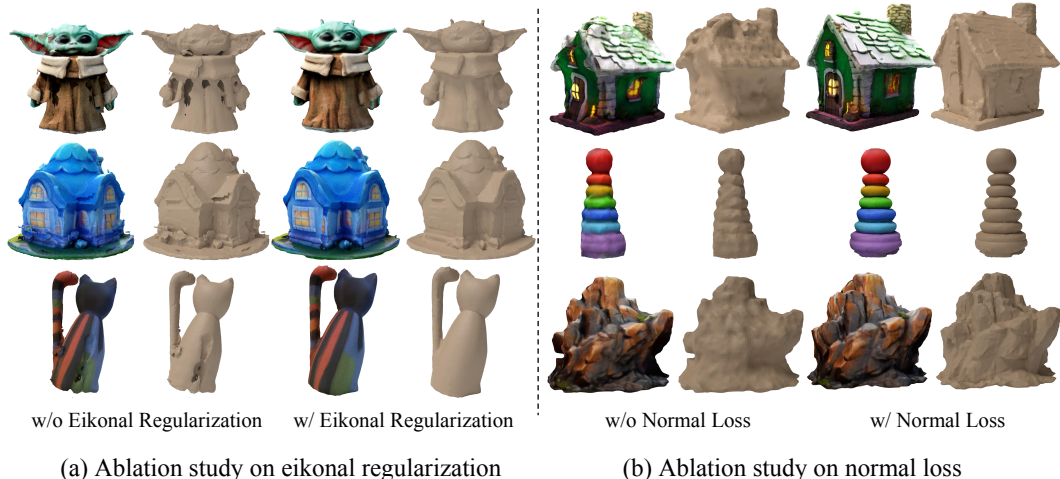 w/o Eikonal Regularization
w/ Eikonal Regularization
w/o Normal Loss
w/ Normal Loss
(a) Ablation study on eikonal regularization
(b) Ablation study on normal loss